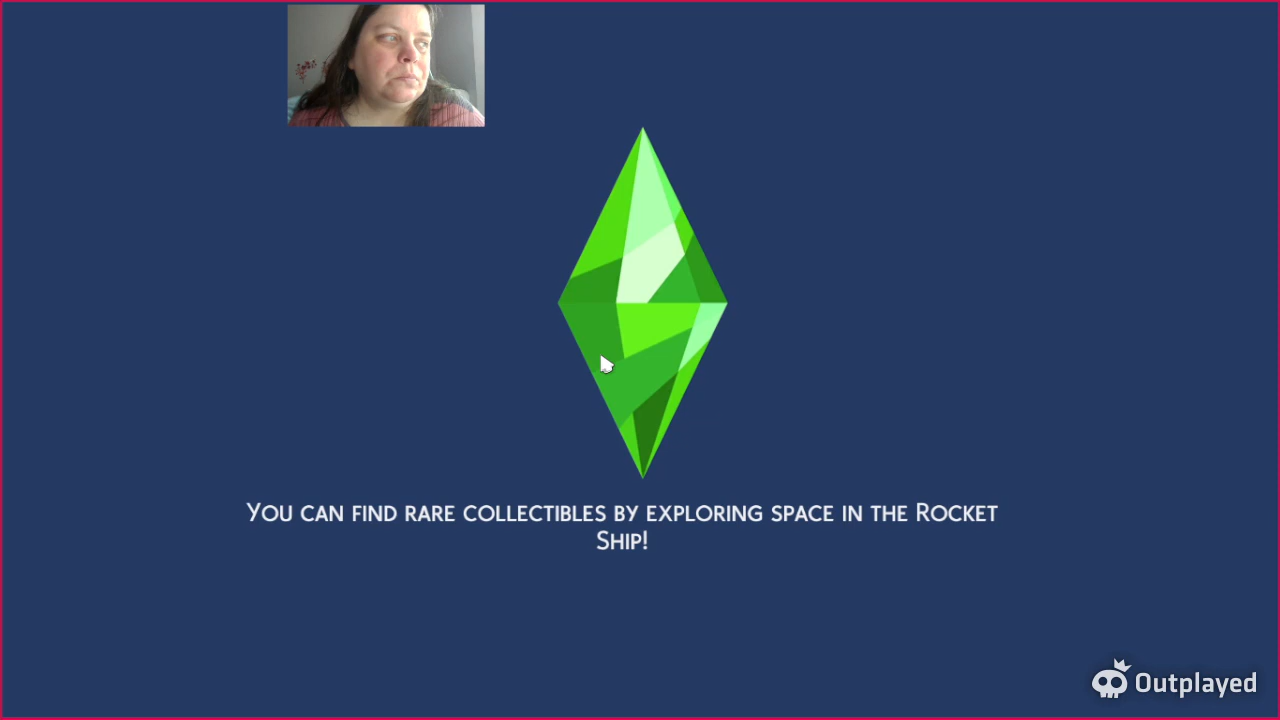 You can find rare collectibles by exploring space in the Rocket
Ship!
Outplayed